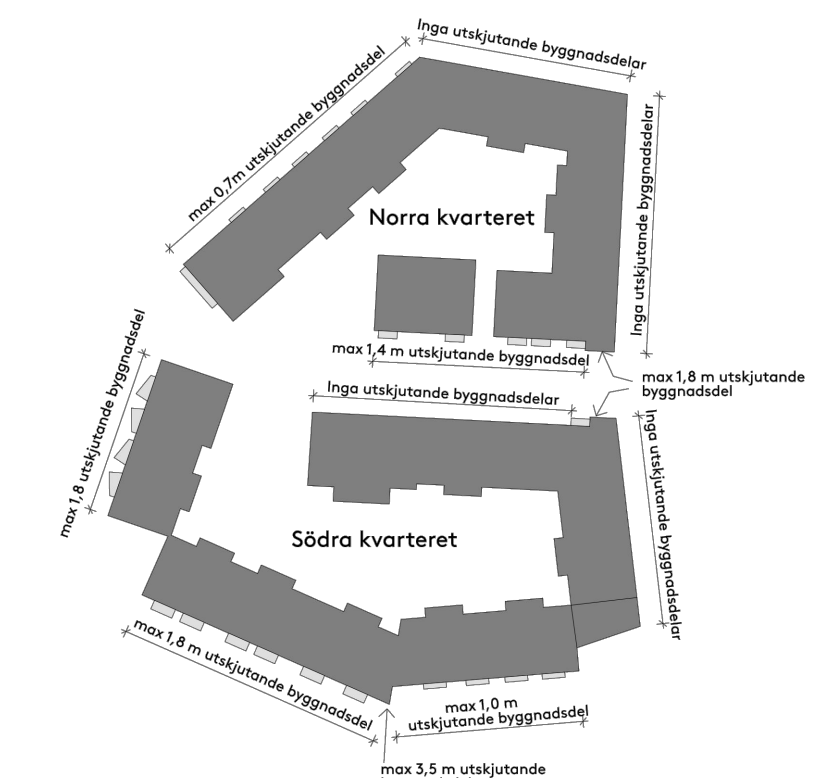 Inga utskjutande byggnadsdelar
max 0,7m utskjutande byggnadsdel
Inga utskjutande byggnadsdelar
Norra kvarteret
max 1,4 m utskjutande byggnadsdel
max 1,8 m utskjutande
byggnadsdel
Inga utskjutande byggnadsdelar
max 1,8 utskjutande byggnadsdel
Inga utskjutande byggnadsdelar
Södra kvarteret
max 1,8 m utskjutande byggnadsdel
max 1,0 m
utskjutande byggnadsdel
max 3,5 m utskjutande